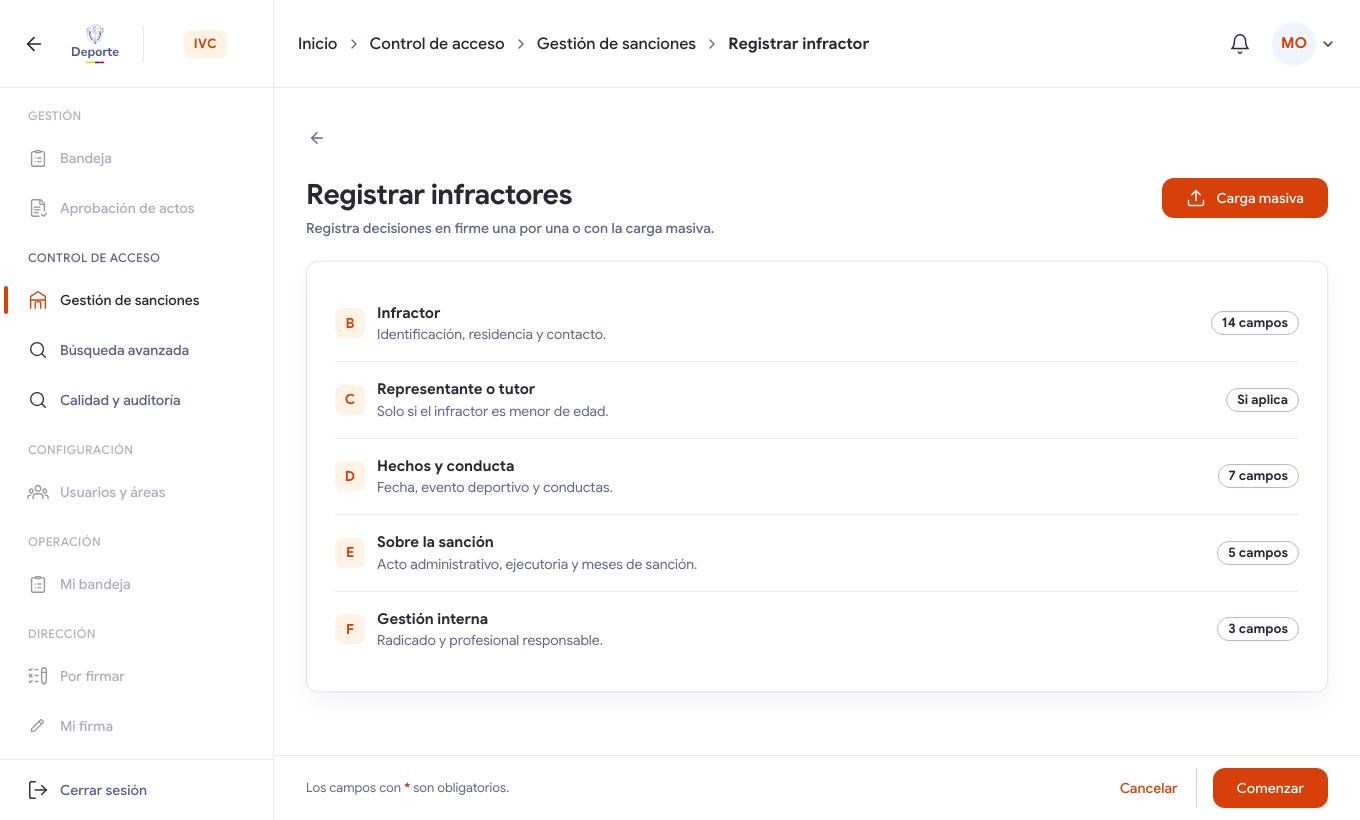 Deporte
IVC
Inicio > Control de acceso > Gestión de sanciones > Registrar infractor
MO
GESTIÓN
Bandeja
Aprobación de actos
CONTROL DE ACCESO
Gestión de sanciones
Búsqueda avanzada
Calidad y auditoría
CONFIGURACIÓN
Usuarios y áreas
OPERACIÓN
Mi bandeja
DIRECCIÓN
Por firmar
Mi firma
Cerrar sesión
Registrar infractores
Registra decisiones en firme una por una o con la carga masiva.
Carga masiva
B
Infractor
Identificación, residencia y contacto.
14 campos
C
Representante o tutor
Solo si el infractor es menor de edad.
Si aplica
D
Hechos y conducta
Fecha, evento deportivo y conductas.
7 campos
E
Sobre la sanción
Acto administrativo, ejecutoria y meses de sanción.
5 campos
F
Gestión interna
Radicado y profesional responsable.
3 campos
Los campos con * son obligatorios.
Cancelar
Comenzar